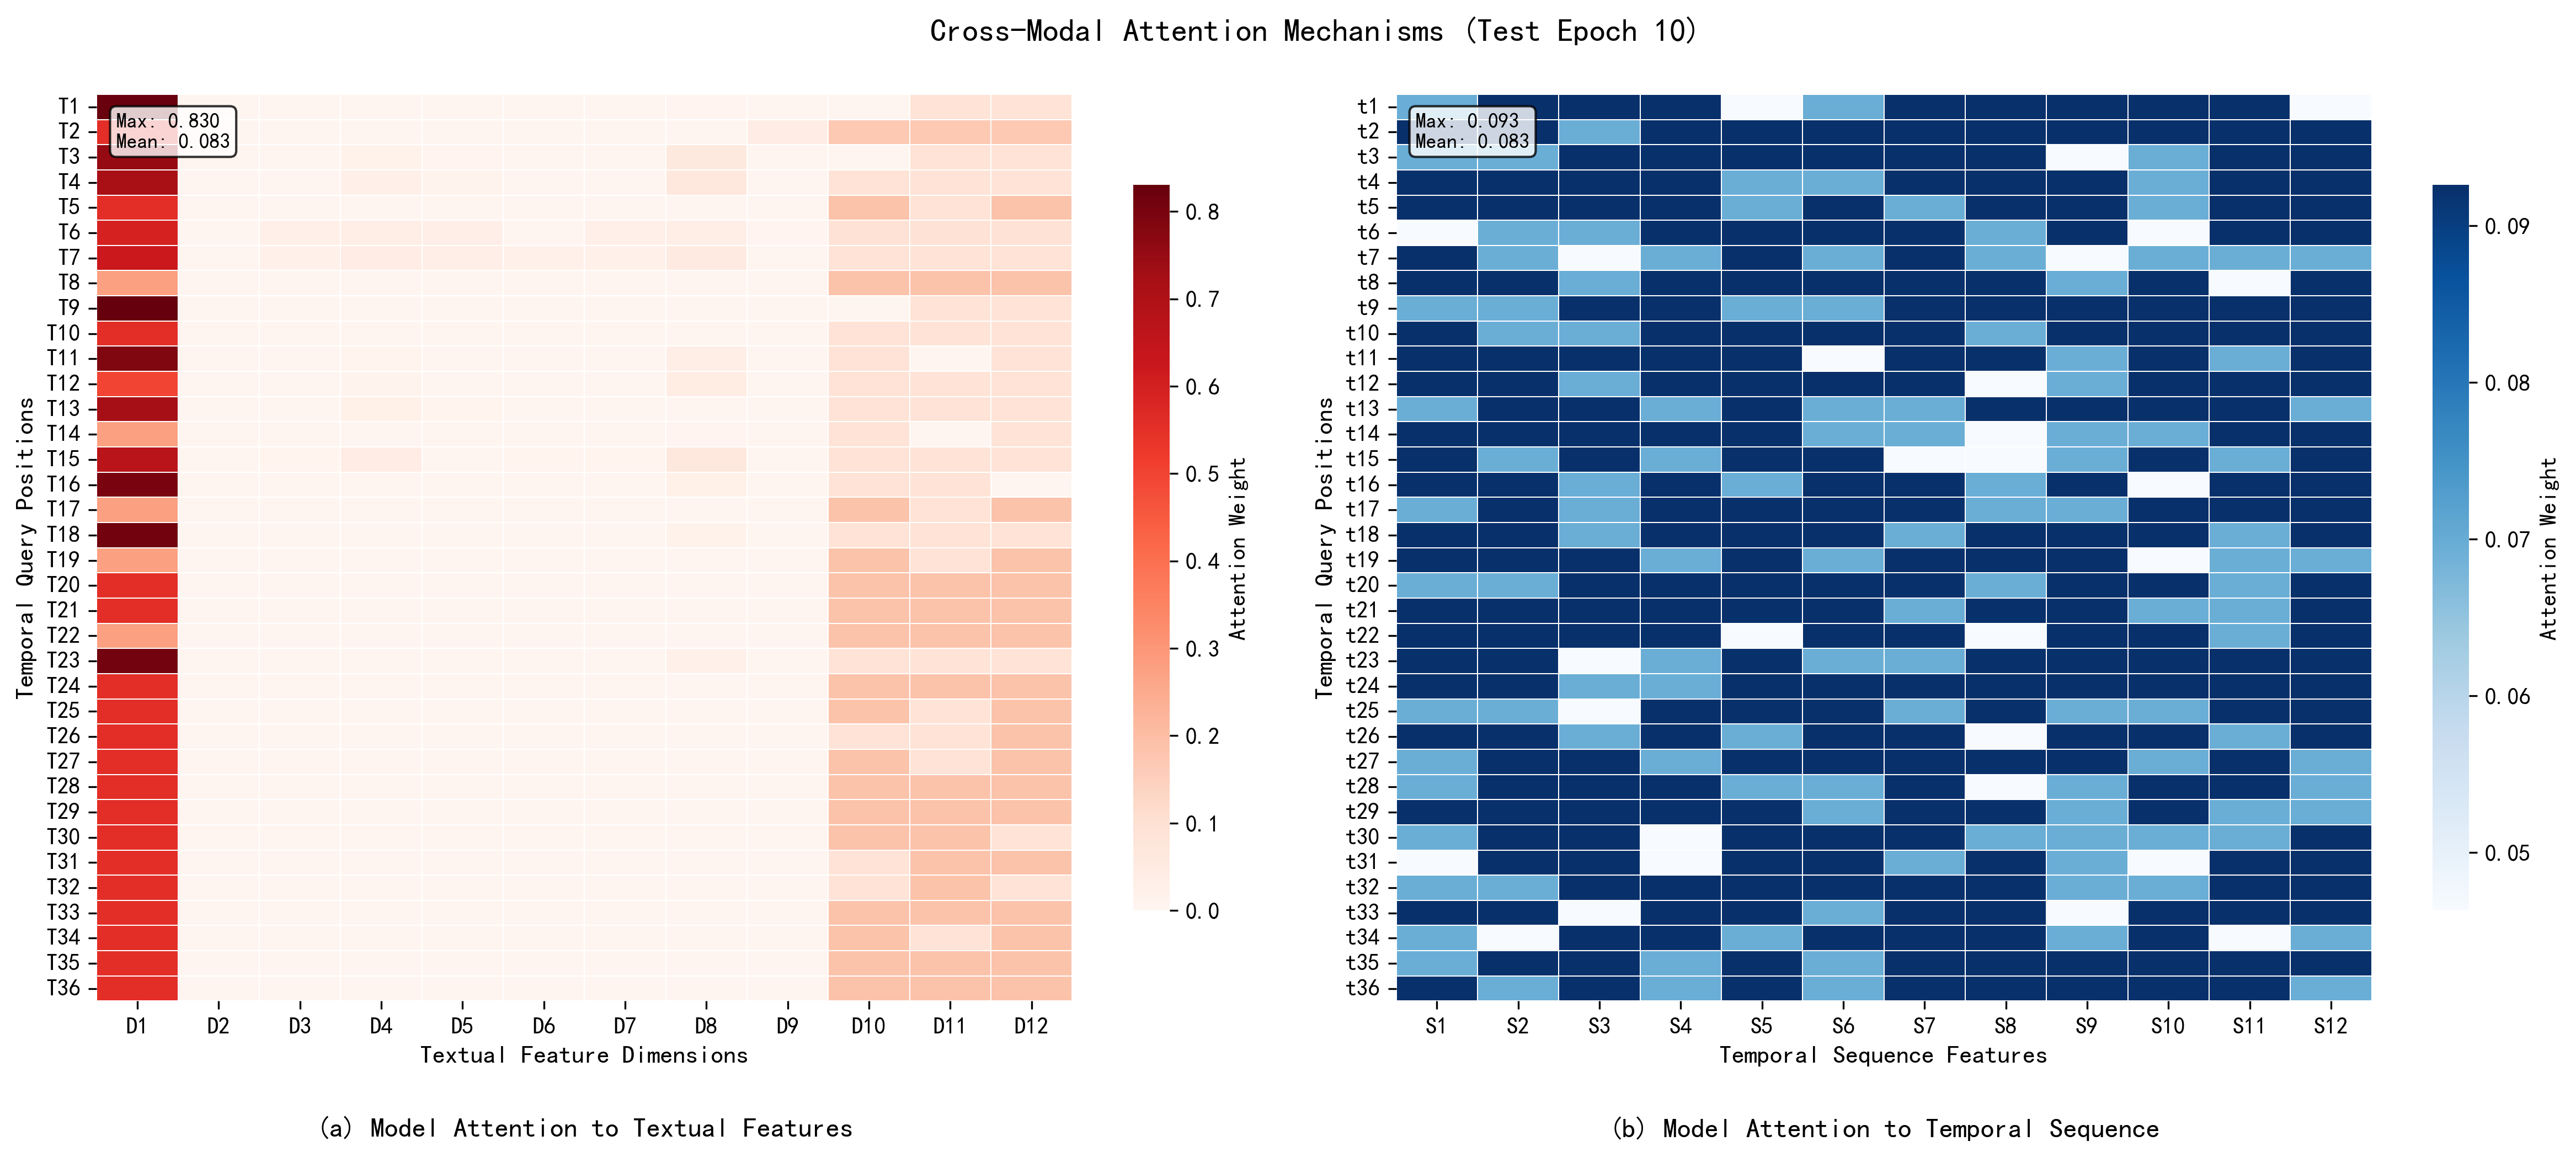 Cross-Modal Attention Mechanisms (Test Epoch 10)
Max: 0.830
Mean: 0.083
T1
T2
T3
T4
T5
T6
T7
T8
T9
T10
T11
T12
T13
T14
T15
T16
T17
T18
T19
T20
T21
T22
T23
T24
T25
T26
T27
T28
T29
T30
T31
T32
T33
T34
T35
T36
Temporal Query Positions
D1 D2 D3 D4 D5 D6 D7 D8 D9 D10 D11 D12
Textual Feature Dimensions
0.8
0.7
0.6
0.5
0.4
0.3
0.2
0.1
0.0
Attention Weight
(a) Model Attention to Textual Features
Max: 0.093
Mean: 0.083
t1
t2
t3
t4
t5
t6
t7
t8
t9
t10
t11
t12
t13
t14
t15
t16
t17
t18
t19
t20
t21
t22
t23
t24
t25
t26
t27
t28
t29
t30
t31
t32
t33
t34
t35
t36
Temporal Query Positions
S1 S2 S3 S4 S5 S6 S7 S8 S9 S10 S11 S12
Temporal Sequence Features
0.09
0.08
0.07
0.06
0.05
Attention Weight
(b) Model Attention to Temporal Sequence